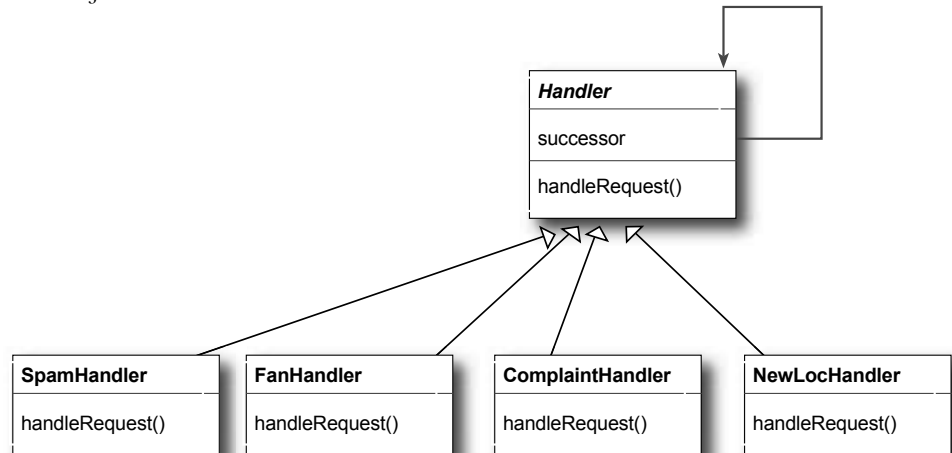 Handler
successor
handleRequest()
SpamHandler
FanHandler
ComplaintHandler
NewLocHandler
handleRequest()
handleRequest()
handleRequest()
handleRequest()